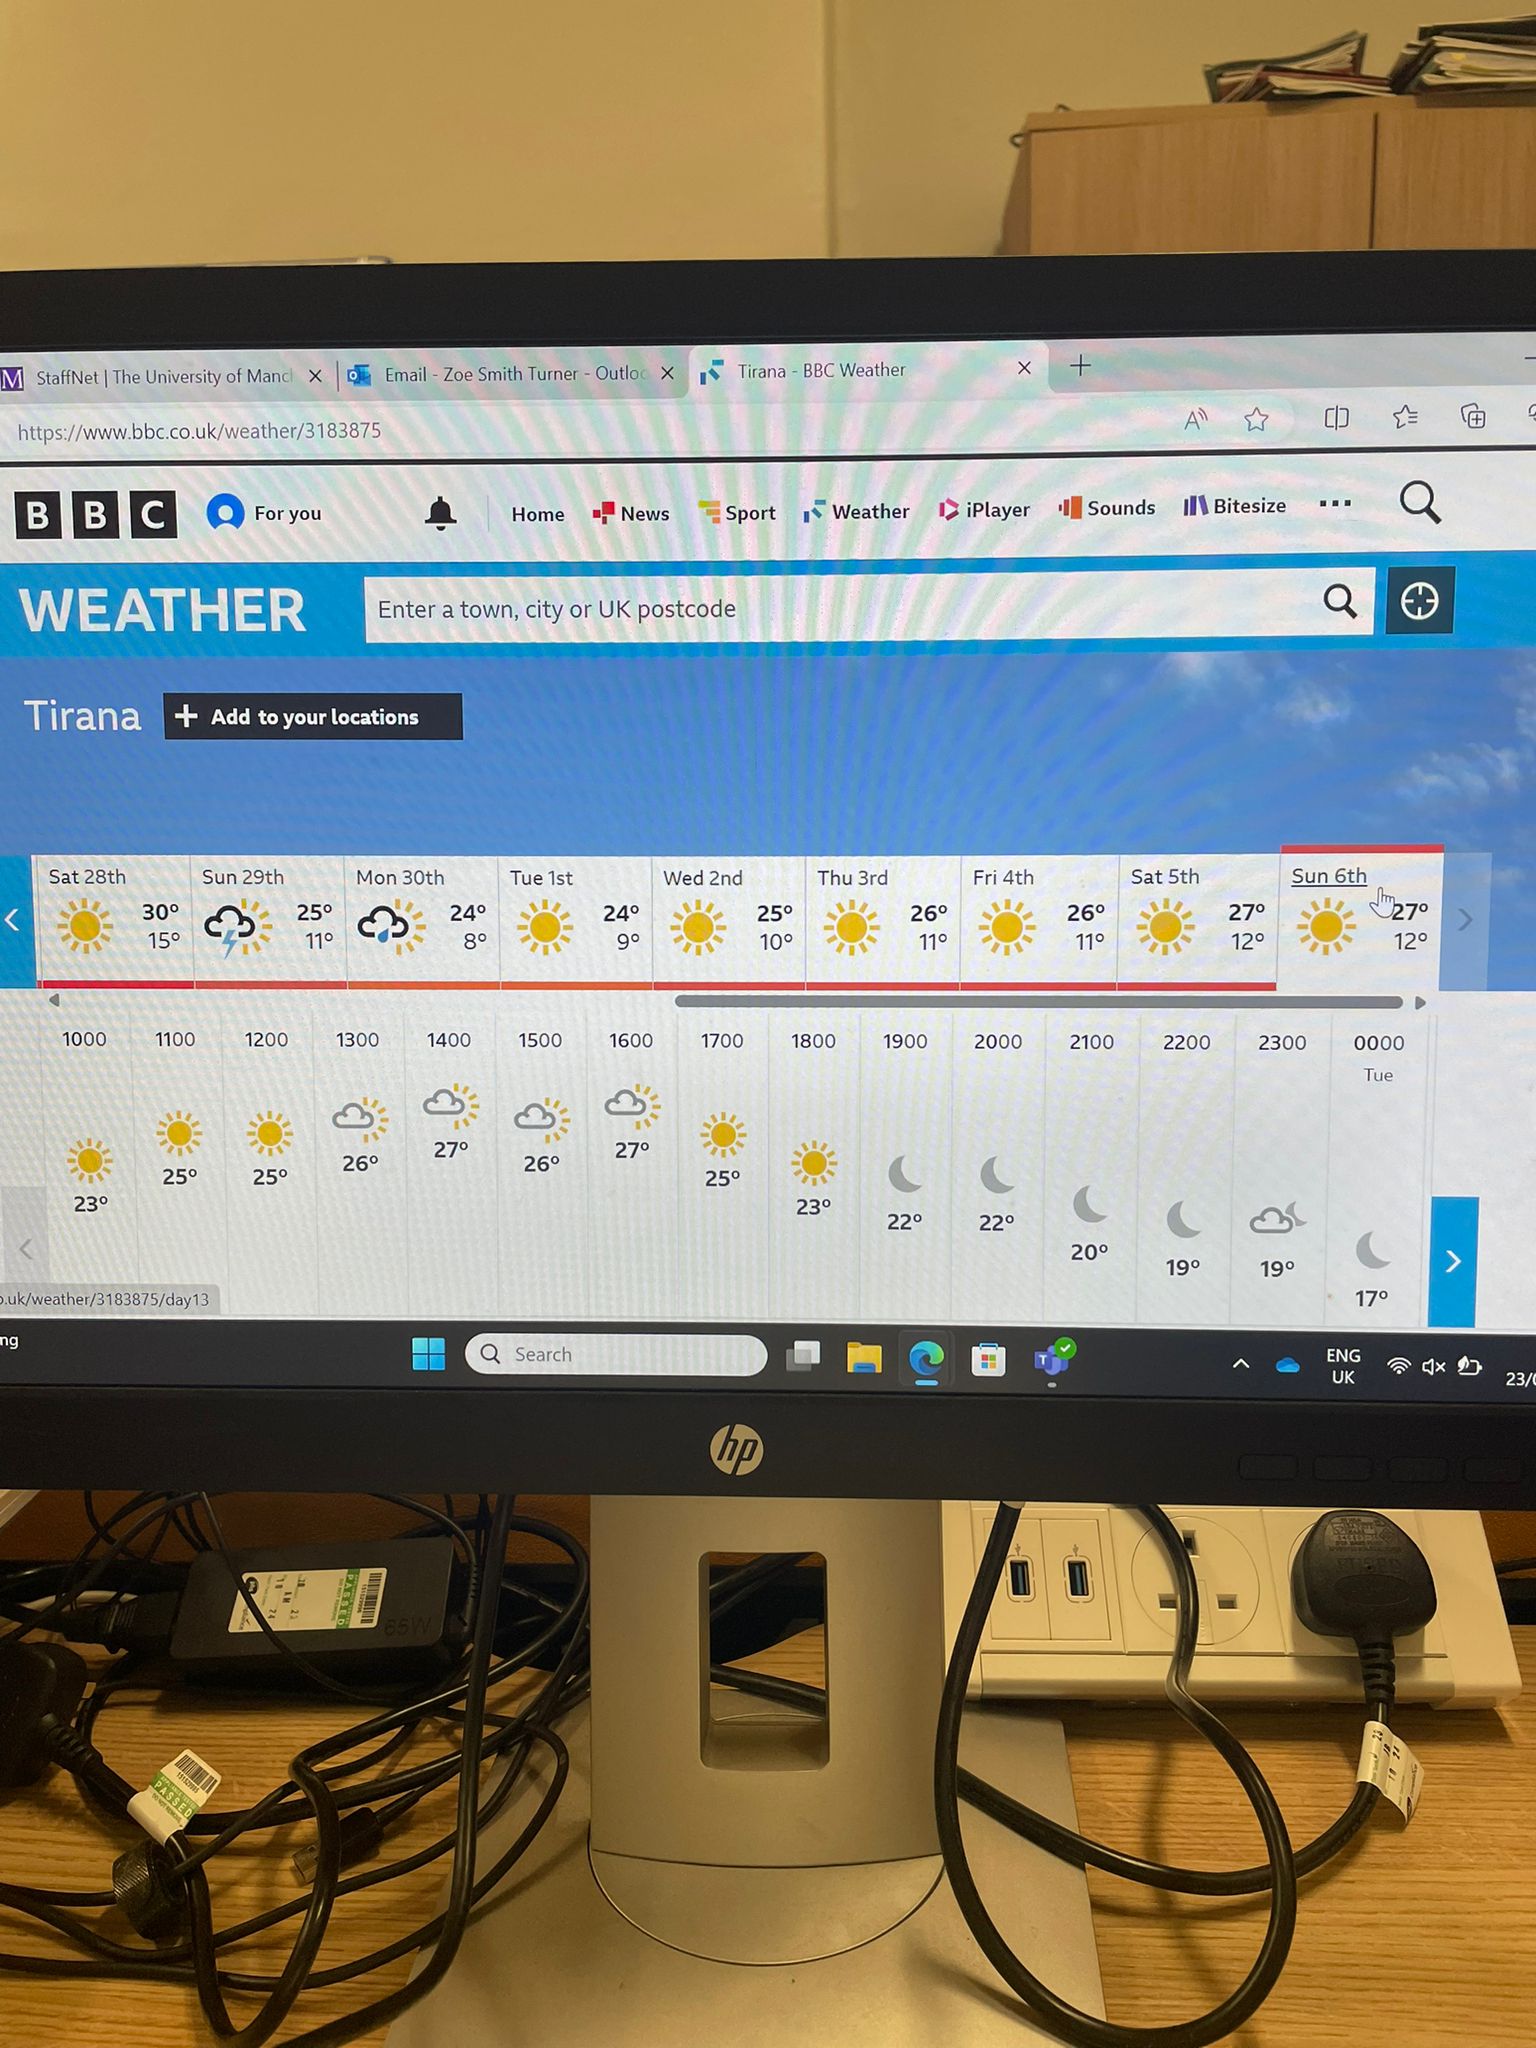 StaffNet | The University of Manc
Email - Zoe Smith Turner - Outloo
Tirana - BBC Weather
https://www.bbc.co.uk/weather/3183875
BBC
For you
Home
News
Sport
Weather
iPlayer
Sounds
Bitesize
WEATHER
Enter a town, city or UK postcode
Tirana
+ Add to your locations
Sat 28th
30°
15°
Sun 29th
25°
11°
Mon 30th
24°
8°
Tue 1st
24°
9°
Wed 2nd
25°
10°
Thu 3rd
26°
11°
Fri 4th
26°
11°
Sat 5th
27°
12°
Sun 6th
27°
12°
1000 1100 1200 1300 1400 1500 1600 1700 1800 1900 2000 2100 2200 2300 0000
Tue
23° 25° 25° 26° 27° 26° 27° 25° 23° 22° 22° 20° 19° 19° 17°
o.uk/weather/3183875/day13
ng
Search
ENG
UK
23/0
hp
PASSED
65W
PASSED